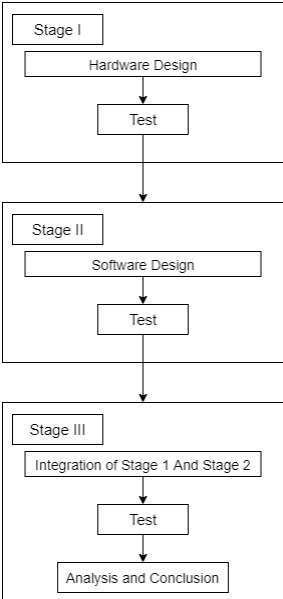 Stage I
Hardware Design
Test
Stage II
Software Design
Test
Stage III
Integration of Stage 1 And Stage 2
Test
Analysis and Conclusion